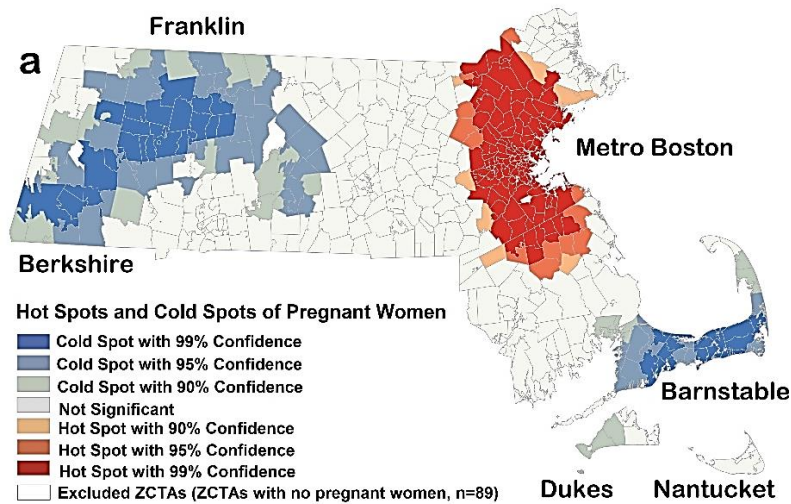 Franklin
a
Metro Boston
Berkshire
Hot Spots and Cold Spots of Pregnant Women
Cold Spot with 99% Confidence
Cold Spot with 95% Confidence
Cold Spot with 90% Confidence
Not Significant
Hot Spot with 90% Confidence
Hot Spot with 95% Confidence
Hot Spot with 99% Confidence
Excluded ZCTAs (ZCTAs with no pregnant women, n=89)
Barnstable
Dukes
Nantucket